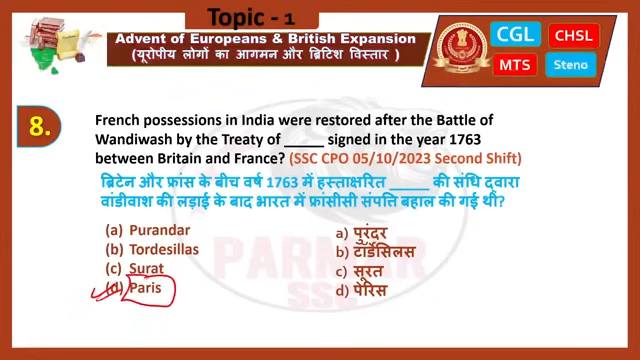 Topic - 1
Advent of Europeans & British Expansion
(यूरोपीय लोगों का आगमन और ब्रिटिश विस्तार )
CGL
CHSL
MTS
Steno
8.
French possessions in India were restored after the Battle of
Wandiwash by the Treaty of _____ signed in the year 1763
between Britain and France? (SSC CPO 05/10/2023 Second Shift)
ब्रिटेन और फ्रांस के बीच वर्ष 1763 में हस्ताक्षरित _____ की संधि द्वारा
वांडीवाश की लड़ाई के बाद भारत में फ्रांसीसी संपत्ति बहाल की गई थी?
(a) Purandar
(b) Tordesillas
(c) Surat
(d) Paris
a) पुरंदर
b) टॉर्डेसिलस
c) सूरत
d) पेरिस
PARMAR
SSC